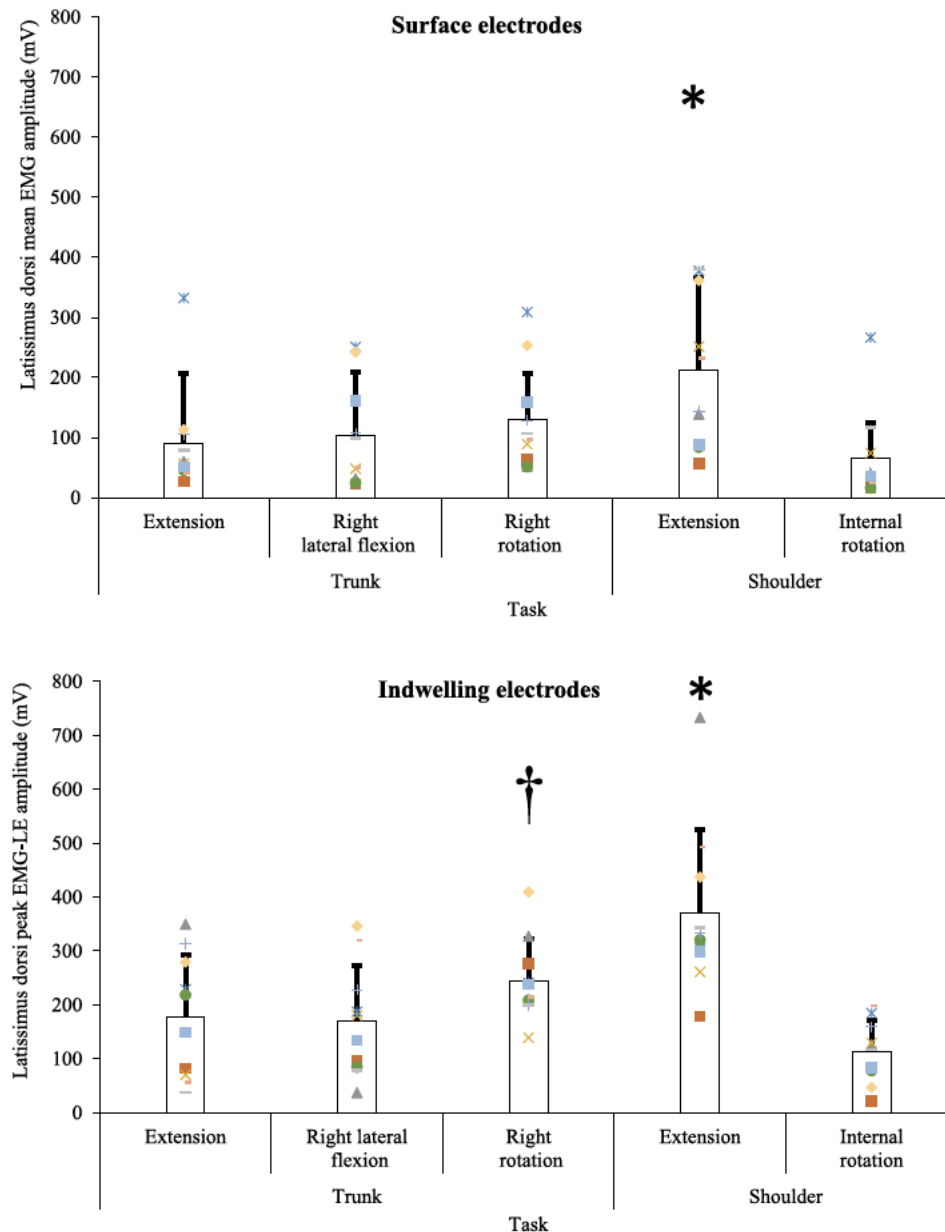 Surface electrodes
Latissimus dorsi mean EMG amplitude (mV)
800
700
600
500
400
300
200
100
0
*
Extension
Right
lateral flexion
Right
rotation
Extension
Internal
rotation
Trunk
Shoulder
Task
Indwelling electrodes
Latissimus dorsi peak EMG-LE amplitude (mV)
800
700
600
500
400
300
200
100
0
*
†
Extension
Right lateral
flexion
Right
rotation
Extension
Internal
rotation
Trunk
Shoulder
Task